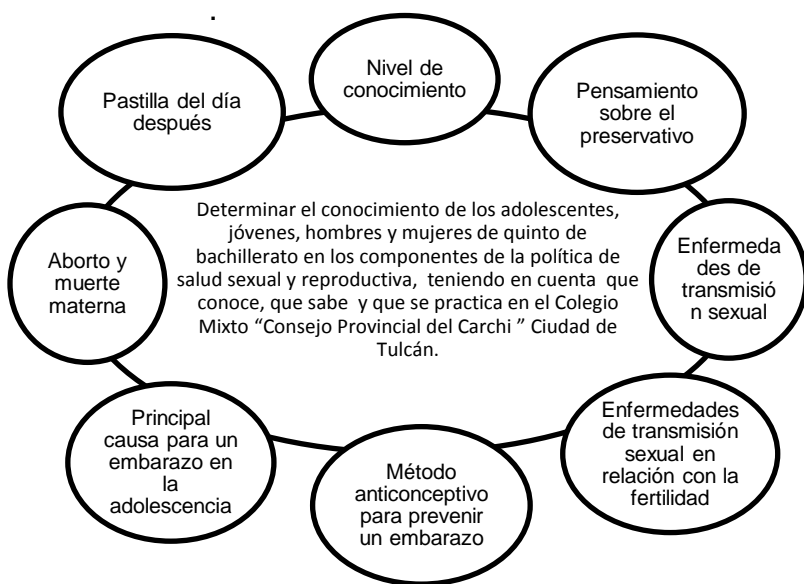 .
Nivel de
conocimiento
Pensamiento
sobre el
preservativo
Enfermeda
des de
transmisió
n sexual
Enfermedades
de transmisión
sexual en
relación con la
fertilidad
Método
anticonceptivo
para prevenir
un embarazo
Principal
causa para un
embarazo en
la
adolescencia
Aborto y
muerte
materna
Pastilla del día
después
Determinar el conocimiento de los adolescentes,
jóvenes, hombres y mujeres de quinto de
bachillerato en los componentes de la política de
salud sexual y reproductiva, teniendo en cuenta que
conoce, que sabe y que se practica en el Colegio
Mixto “Consejo Provincial del Carchi ” Ciudad de
Tulcán.